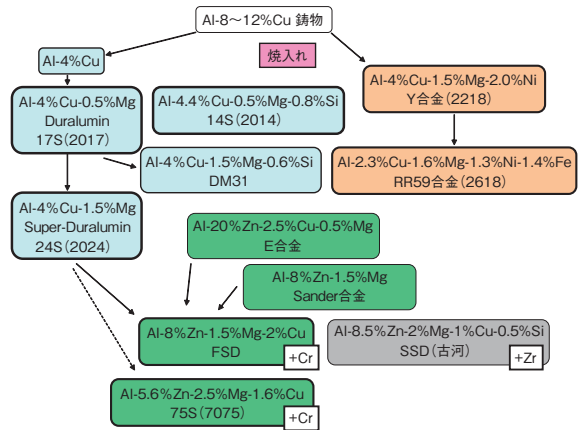 Al-8～12%Cu 鋳物
Al-4%Cu
焼入れ
Al-4%Cu-1.5%Mg-2.0%Ni
Y合金(2218)
Al-4%Cu-0.5%Mg
Duralumin
17S(2017)
Al-4.4%Cu-0.5%Mg-0.8%Si
14S(2014)
Al-4%Cu-1.5%Mg-0.6%Si
DM31
Al-2.3%Cu-1.6%Mg-1.3%Ni-1.4%Fe
RR59合金(2618)
Al-4%Cu-1.5%Mg
Super-Duralumin
24S(2024)
Al-20%Zn-2.5%Cu-0.5%Mg
E合金
Al-8%Zn-1.5%Mg
Sander合金
Al-8%Zn-1.5%Mg-2%Cu
FSD
+Cr
Al-8.5%Zn-2%Mg-1%Cu-0.5%Si
SSD(古河)
+Zr
Al-5.6%Zn-2.5%Mg-1.6%Cu
75S(7075)
+Cr